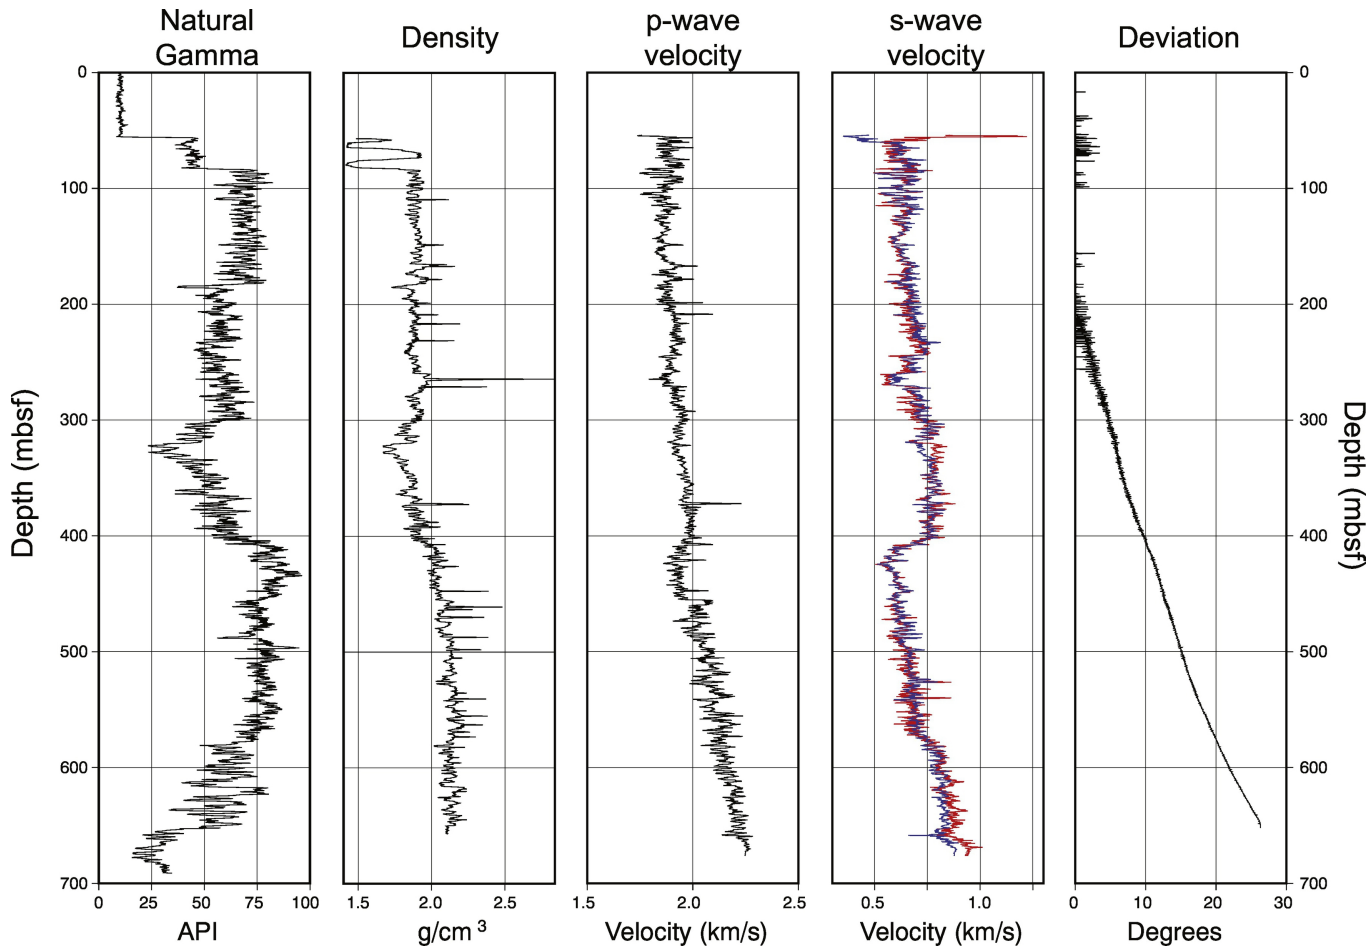 Natural
Gamma
Density
p-wave
velocity
s-wave
velocity
Deviation
0
100
200
300
400
500
600
700
Depth (mbsf)
0
100
200
300
400
500
600
700
Depth (mbsf)
0 25 50 75 100
1.5 2.0 2.5
1.5 2.0 2.5
0.5 1.0
0 10 20 30
API
g/cm 3
Velocity (km/s)
Velocity (km/s)
Degrees